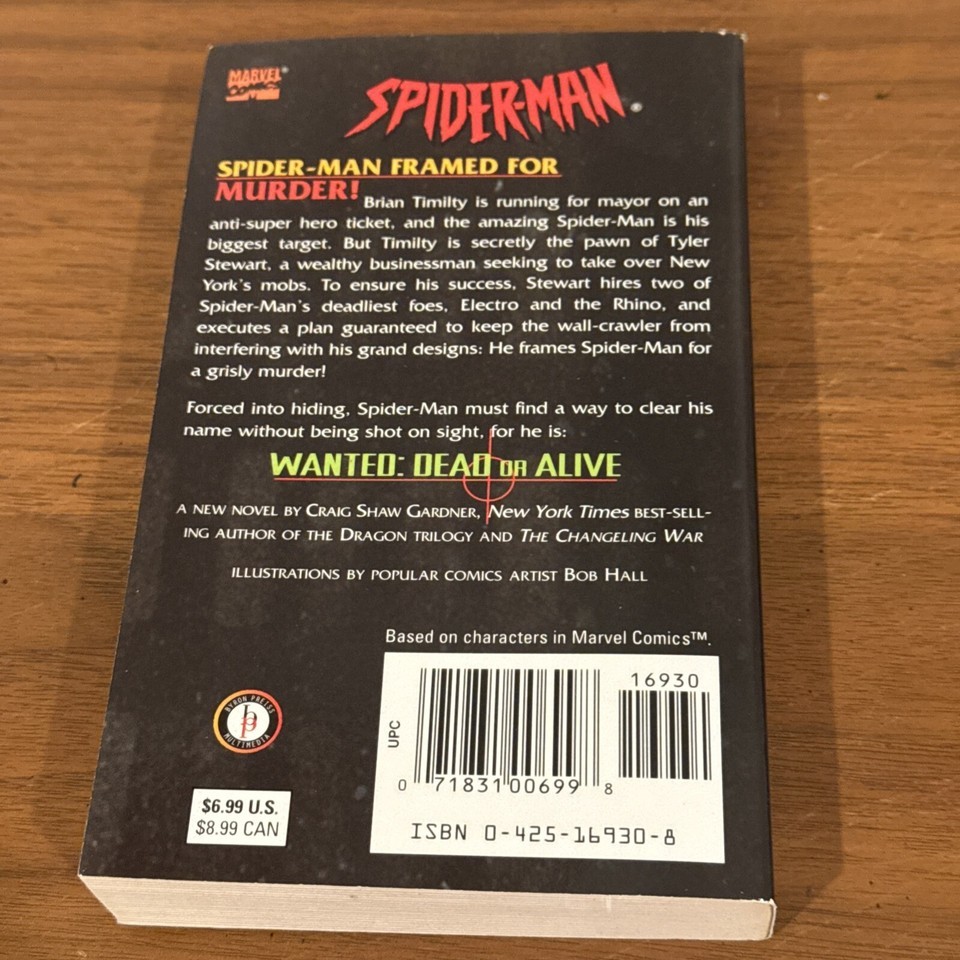 MARVEL COMICS®
SPIDER-MAN®
SPIDER-MAN FRAMED FOR
MURDER!
Brian Timilty is running for mayor on an
anti-super hero ticket, and the amazing Spider-Man is his
biggest target. But Timilty is secretly the pawn of Tyler
Stewart, a wealthy businessman seeking to take over New
York's mobs. To ensure his success, Stewart hires two of
Spider-Man's deadliest foes, Electro and the Rhino, and
executes a plan guaranteed to keep the wall-crawler from
interfering with his grand designs: He frames Spider-Man for
a grisly murder!
Forced into hiding, Spider-Man must find a way to clear his
name without being shot on sight, for he is:
WANTED: DEAD OR ALIVE
A NEW NOVEL BY CRAIG SHAW GARDNER, New York Times BEST-SELL-
ING AUTHOR OF THE DRAGON TRILOGY AND THE CHANGELING WAR
ILLUSTRATIONS BY POPULAR COMICS ARTIST BOB HALL
Based on characters in Marvel Comics™.
BYRON PREISS
bp
MULTIMEDIA
$6.99 U.S.
$8.99 CAN
UPC
16930
0 71831 00699 8
ISBN 0-425-16930-8